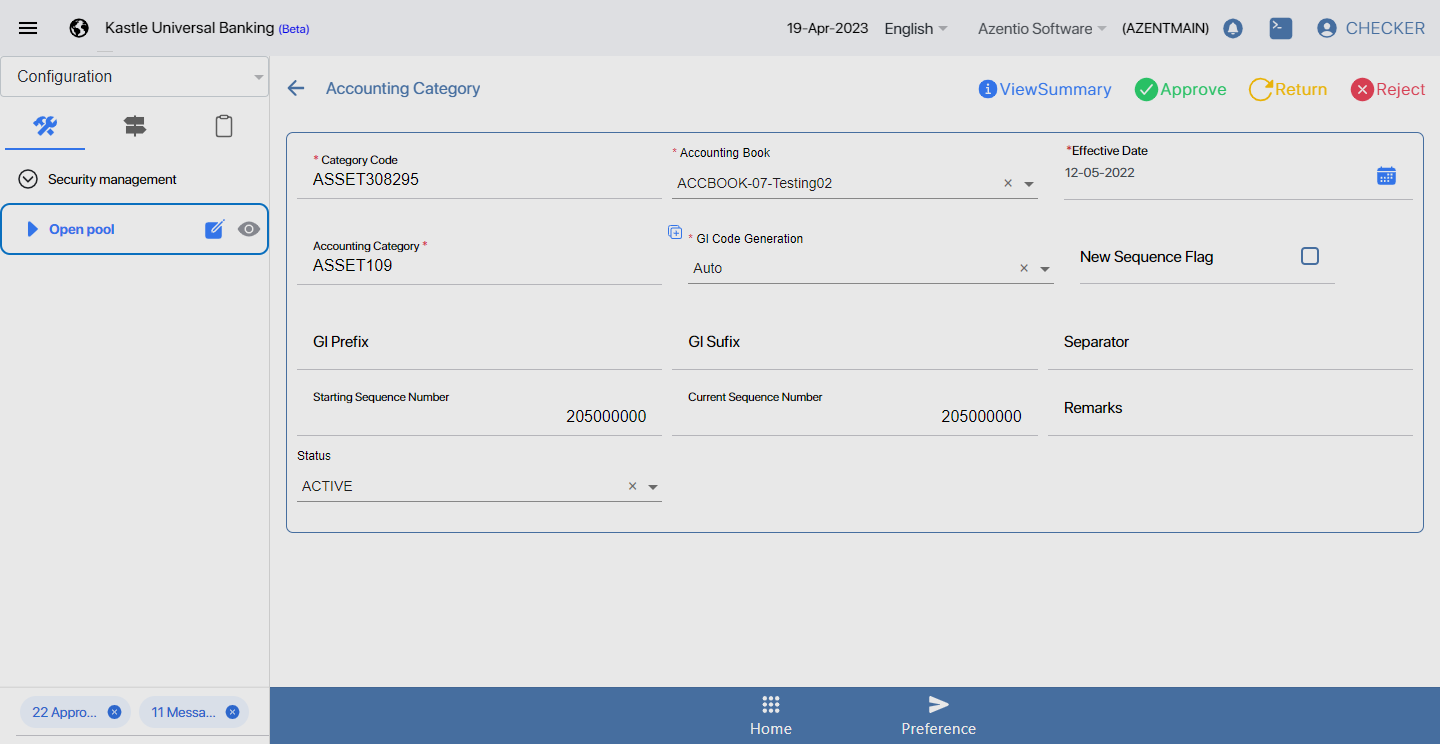 Kastle Universal Banking (Beta)
19-Apr-2023 English Azentio Software (AZENTMAIN) CHECKER
Configuration
Security management
Open pool
Accounting Category
ViewSummary Approve Return Reject
* Category Code
ASSET308295
* Accounting Book
ACCBOOK-07-Testing02
*Effective Date
12-05-2022
Accounting Category *
ASSET109
* Gl Code Generation
Auto
New Sequence Flag
Gl Prefix
Gl Sufix
Separator
Starting Sequence Number
205000000
Current Sequence Number
205000000
Remarks
Status
ACTIVE
22 Appro...
11 Messa...
Home
Preference